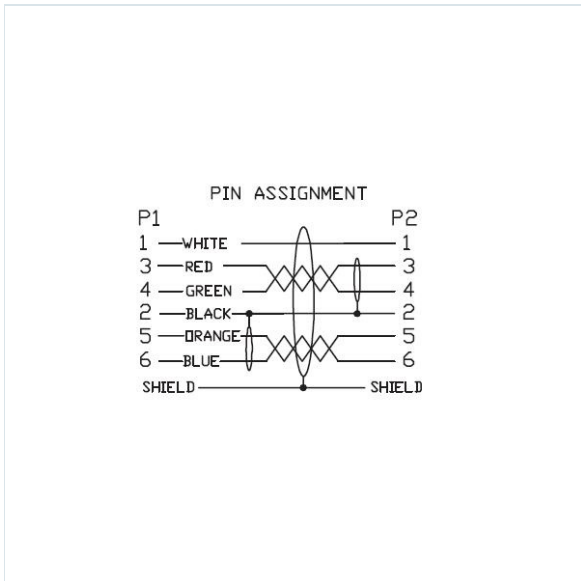 PIN ASSIGNMENT
P1 P2
1 WHITE 1
3 RED 3
4 GREEN 4
2 BLACK 2
5 ORANGE 5
6 BLUE 6
SHIELD SHIELD